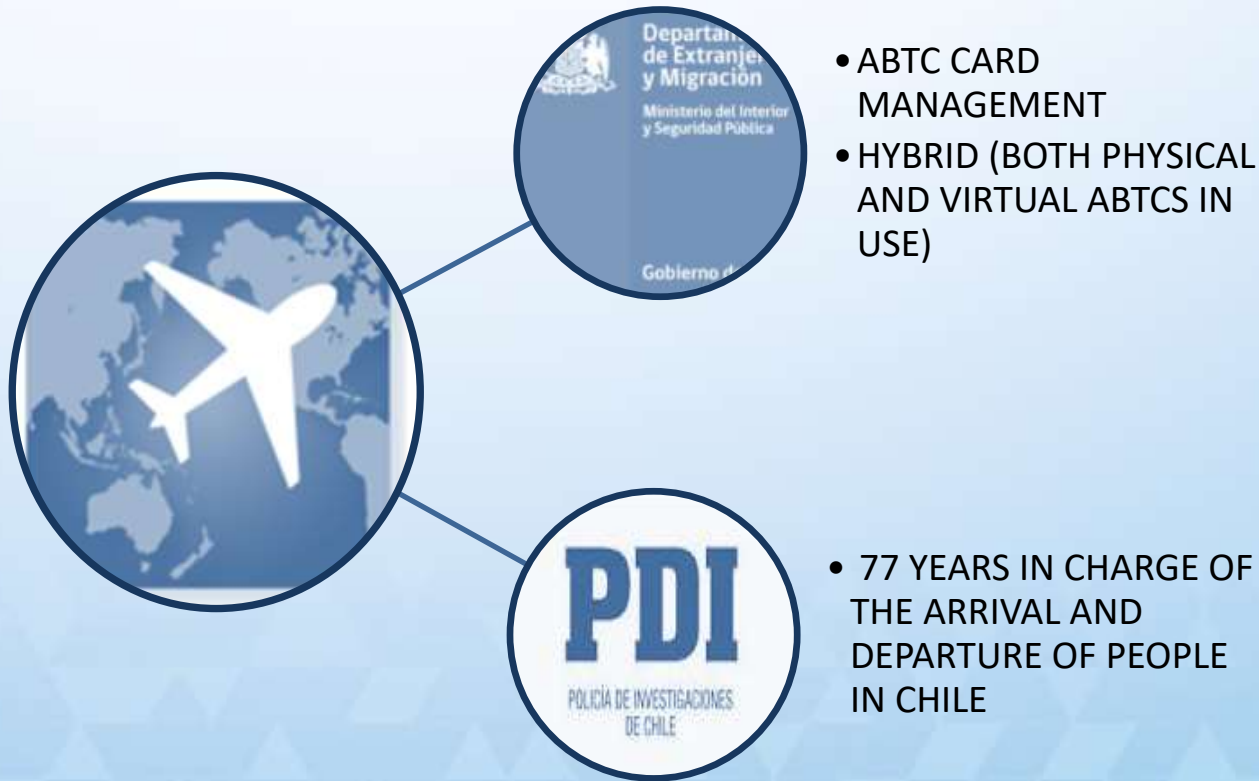 de Extranje
y Migración
Ministerio del Interior
y Seguridad Pública
Gobierno d
• ABTC CARD
MANAGEMENT
• HYBRID (BOTH PHYSICAL
AND VIRTUAL ABTCS IN
USE)
PDI
POLICÍA DE INVESTIGACIONES
DE CHILE
• 77 YEARS IN CHARGE OF
THE ARRIVAL AND
DEPARTURE OF PEOPLE
IN CHILE